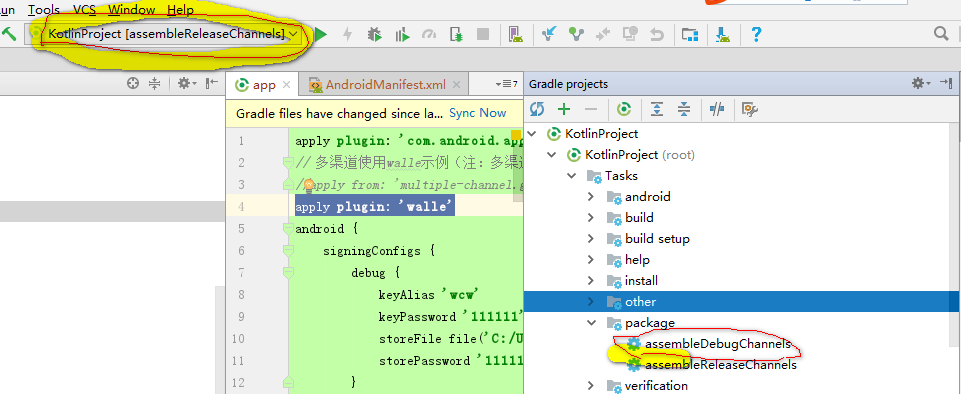 un Tools VCS Window Help
KotlinProject [assembleReleaseChannels]
app
AndroidManifest.xml
7
Gradle files have changed since la... Sync Now
1 apply plugin: 'com.android.app
2 // 多渠道使用walle示例（注：多渠道
3 //apply from: 'multiple-channel.g
4 apply plugin: 'walle'
5 android {
6 signingConfigs {
7 debug {
8 keyAlias 'wcw'
9 keyPassword '111111'
10 storeFile file('C:/U
11 storePassword '11111
12 }
Gradle projects
KotlinProject
KotlinProject (root)
Tasks
android
build
build setup
help
install
other
package
assembleDebugChannels
assembleReleaseChannels
verification